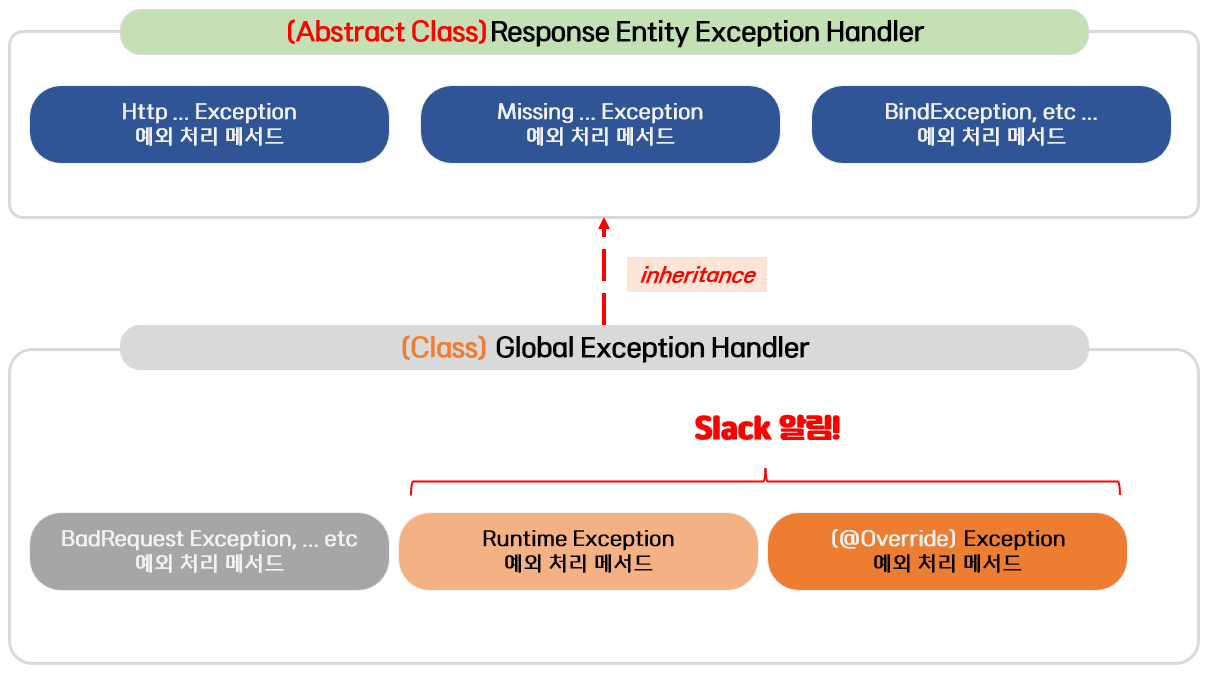 (Abstract Class) Response Entity Exception Handler
Http ... Exception
예외 처리 메서드
Missing ... Exception
예외 처리 메서드
BindException, etc ...
예외 처리 메서드
inheritance
(Class) Global Exception Handler
Slack 알림!
BadRequest Exception, ... etc
예외 처리 메서드
Runtime Exception
예외 처리 메서드
(@Override) Exception
예외 처리 메서드